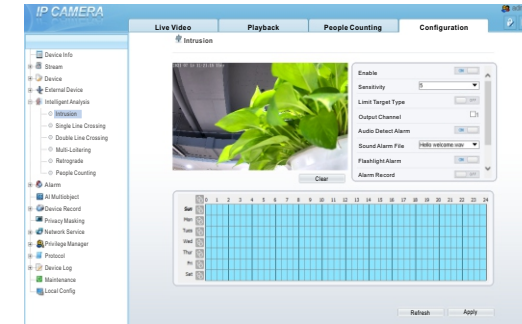 IP CAMERA
Live Video
Playback
People Counting
Configuration
Intrusion
Device Info
Stream
Device
External Device
Intelligent Analysis
Intrusion
Single Line Crossing
Double Line Crossing
Multi-Loitering
Retrograde
People Counting
Alarm
AI Multiobject
Device Record
Privacy Masking
Network Service
Privilege Manager
Protocol
Device Log
Maintenance
Local Config
Enable
Sensitivity 5
Limit Target Type
Output Channel
Audio Detect Alarm
Sound Alarm File Hello welcome.wav
Flashlight Alarm
Alarm Record
Clear
0 1 2 3 4 5 6 7 8 9 10 11 12 13 14 15 16 17 18 19 20 21 22 23 24
Sun
Mon
Tues
Wed
Thur
Fri
Sat
Refresh Apply